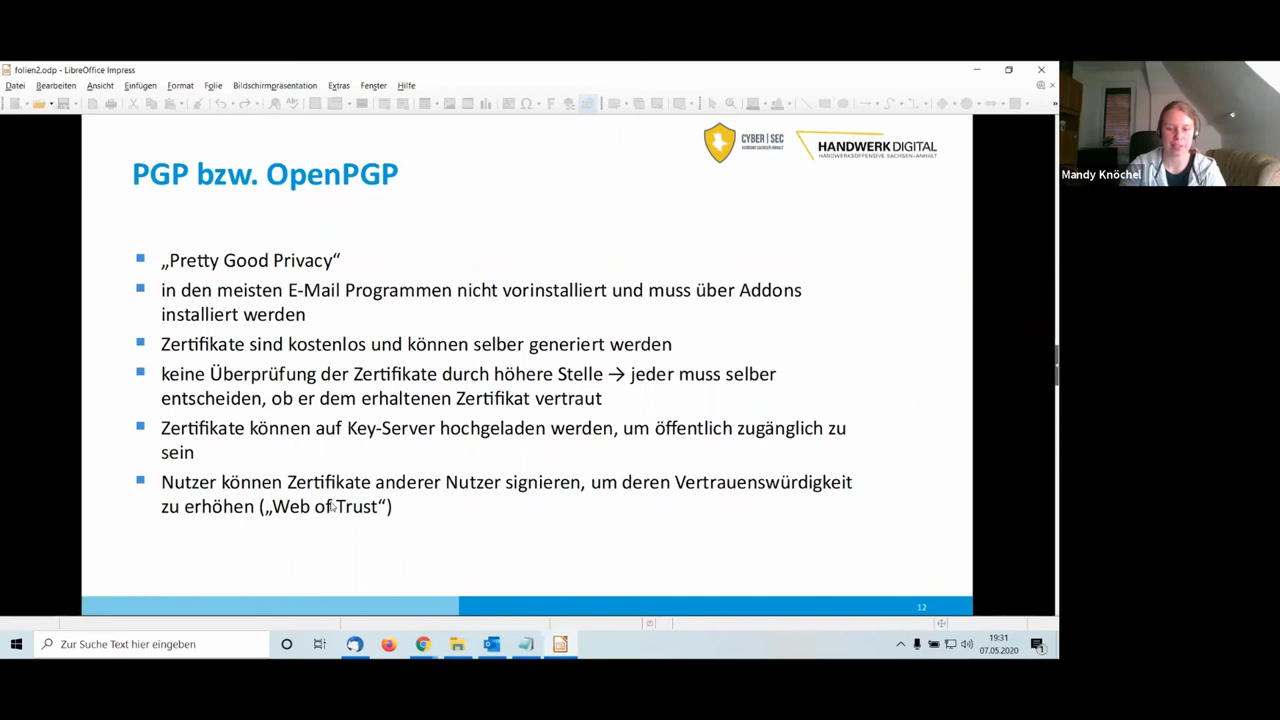 folien2.odp - LibreOffice Impress
Datei Bearbeiten Ansicht Einfügen Format Folie Bildschirmpräsentation Extras Fenster Hilfe
CYBER | SEC
HANDWERK DIGITAL
HANDWERKSOFFENSIVE SACHSEN-ANHALT
Mandy Knöchel
PGP bzw. OpenPGP
„Pretty Good Privacy“
in den meisten E-Mail Programmen nicht vorinstalliert und muss über Addons
installiert werden
Zertifikate sind kostenlos und können selber generiert werden
keine Überprüfung der Zertifikate durch höhere Stelle → jeder muss selber
entscheiden, ob er dem erhaltenen Zertifikat vertraut
Zertifikate können auf Key-Server hochgeladen werden, um öffentlich zugänglich zu
sein
Nutzer können Zertifikate anderer Nutzer signieren, um deren Vertrauenswürdigkeit
zu erhöhen („Web of Trust“)
12
Zur Suche Text hier eingeben
19:31
07.05.2020